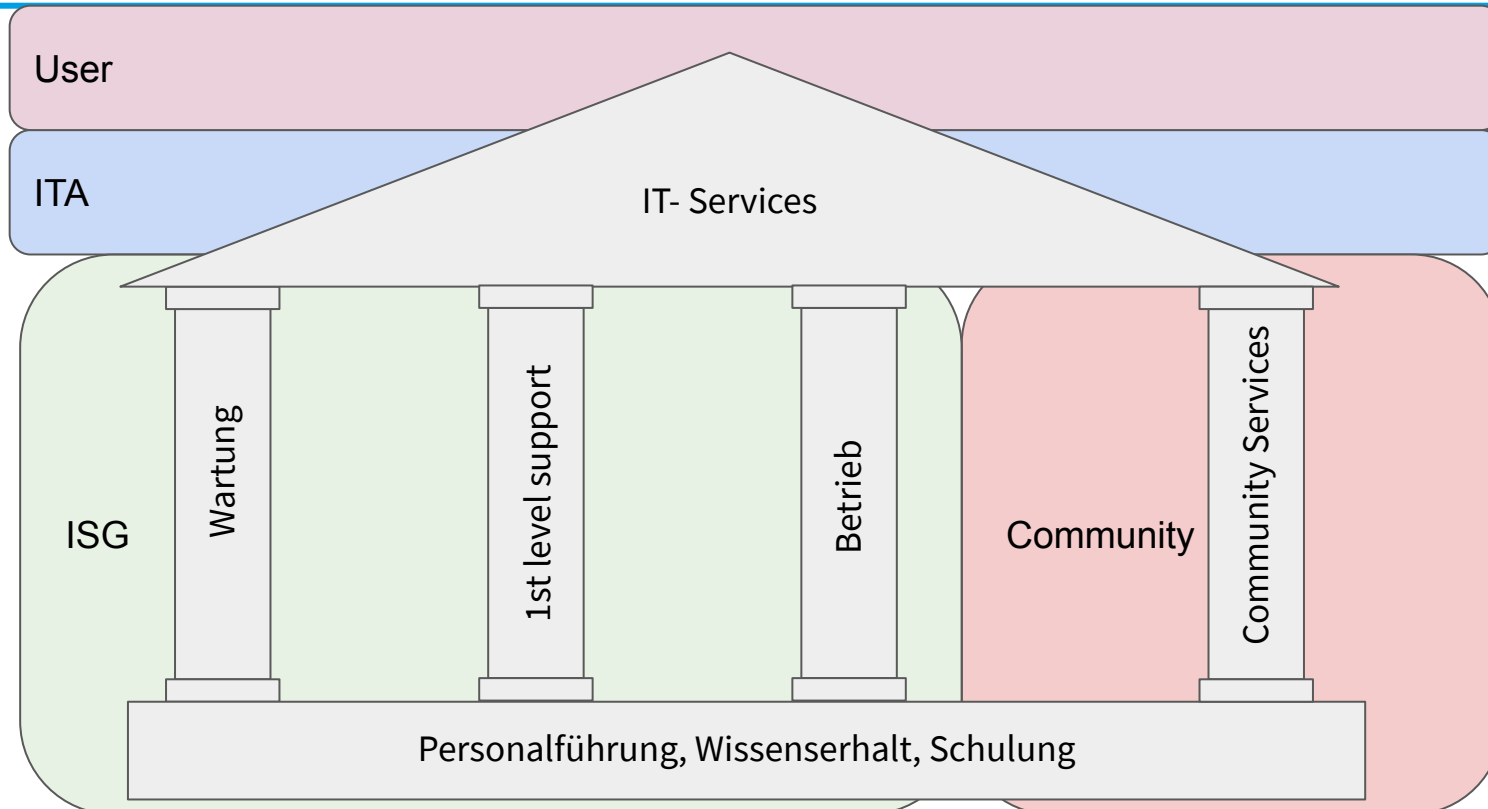 User
ITA
IT- Services
Wartung
1st level support
Betrieb
Community Services
ISG
Community
Personalführung, Wissenserhalt, Schulung